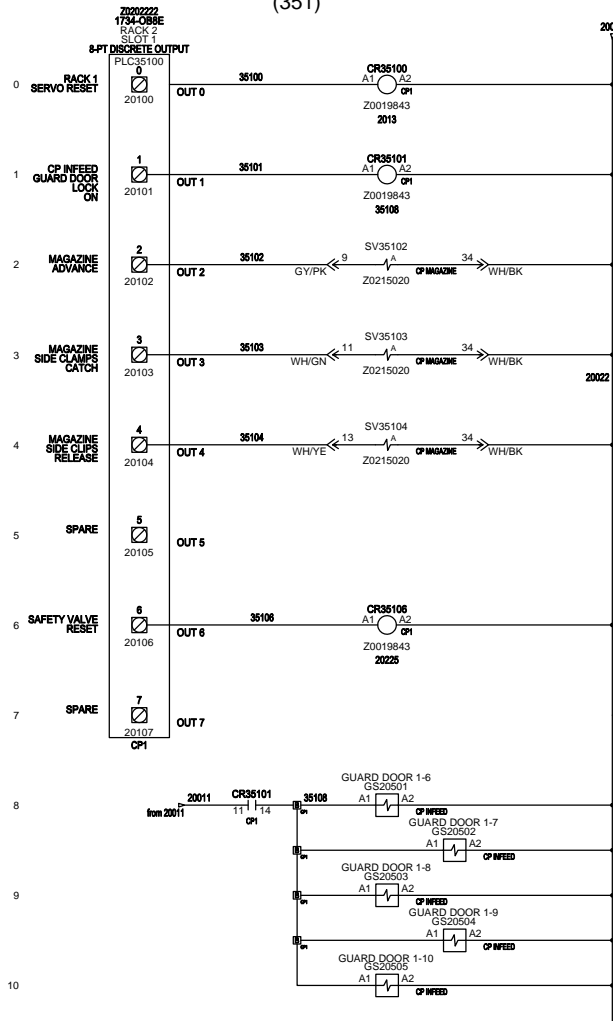 (351)
Z0202222
1734-OB8E
RACK 2
SLOT 1
8-PT DISCRETE OUTPUT
PLC35100
200
0
RACK 1
SERVO RESET
0
20100
OUT 0
35100
CR35100
A1 A2
CP1
Z0019843
2013
1
CP INFEED
GUARD DOOR
LOCK
ON
1
20101
OUT 1
35101
CR35101
A1 A2
CP1
Z0019843
35108
2
MAGAZINE
ADVANCE
2
20102
OUT 2
35102
GY/PK
9
SV35102
A
Z0215020
CP MAGAZINE
34
WH/BK
3
MAGAZINE
SIDE CLAMPS
CATCH
3
20103
OUT 3
35103
WH/GN
11
SV35103
A
Z0215020
CP MAGAZINE
34
WH/BK
20022
4
MAGAZINE
SIDE CLIPS
RELEASE
4
20104
OUT 4
35104
WH/YE
13
SV35104
A
Z0215020
CP MAGAZINE
34
WH/BK
5
SPARE
5
20105
OUT 5
6
SAFETY VALVE
RESET
6
20106
OUT 6
35106
CR35106
A1 A2
CP1
Z0019843
20225
7
SPARE
7
20107
OUT 7
CP1
8
from 20011
20011
CR35101
11 14
CP1
35108
B
CP1
GUARD DOOR 1-6
GS20501
A1 A2
CP INFEED
B
CP1
GUARD DOOR 1-7
GS20502
A1 A2
CP INFEED
9
B
CP1
GUARD DOOR 1-8
GS20503
A1 A2
CP INFEED
B
CP1
GUARD DOOR 1-9
GS20504
A1 A2
CP INFEED
10
GUARD DOOR 1-10
GS20505
A1 A2
CP INFEED